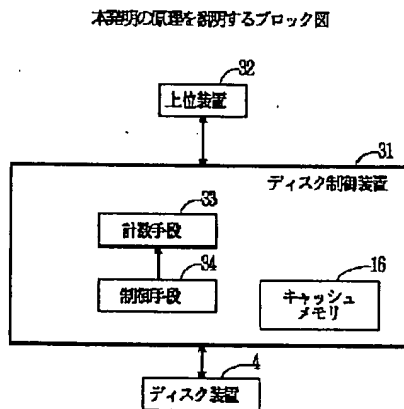 本発明の原理を説明するブロック図
32
上位装置
31
ディスク制御装置
33
計数手段
34
制御手段
16
キャッシュ
メモリ
4
ディスク装置